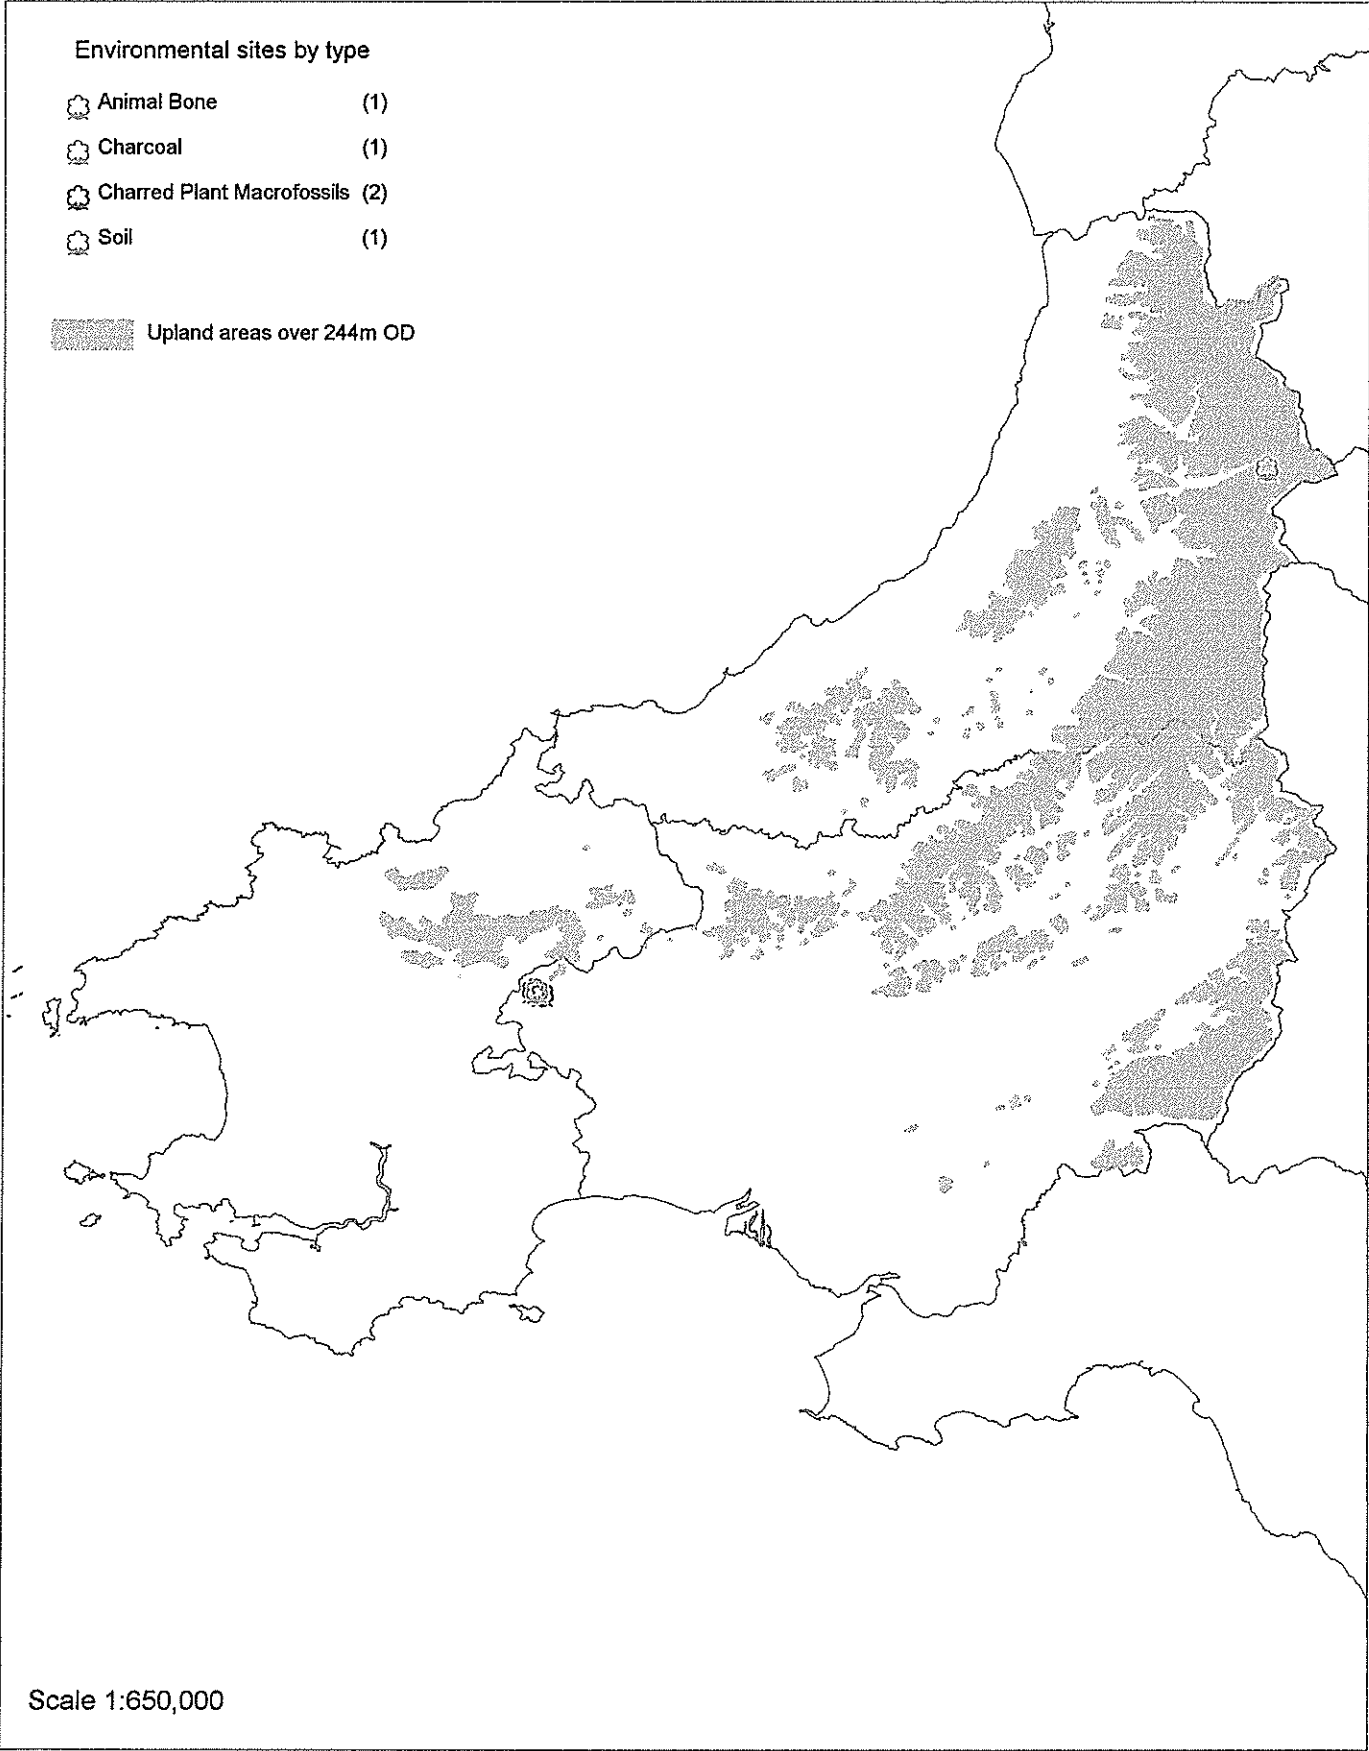 Environmental sites by type
Animal Bone (1)
Charcoal (1)
Charred Plant Macrofossils (2)
Soil (1)
Upland areas over 244m OD
Scale 1:650,000